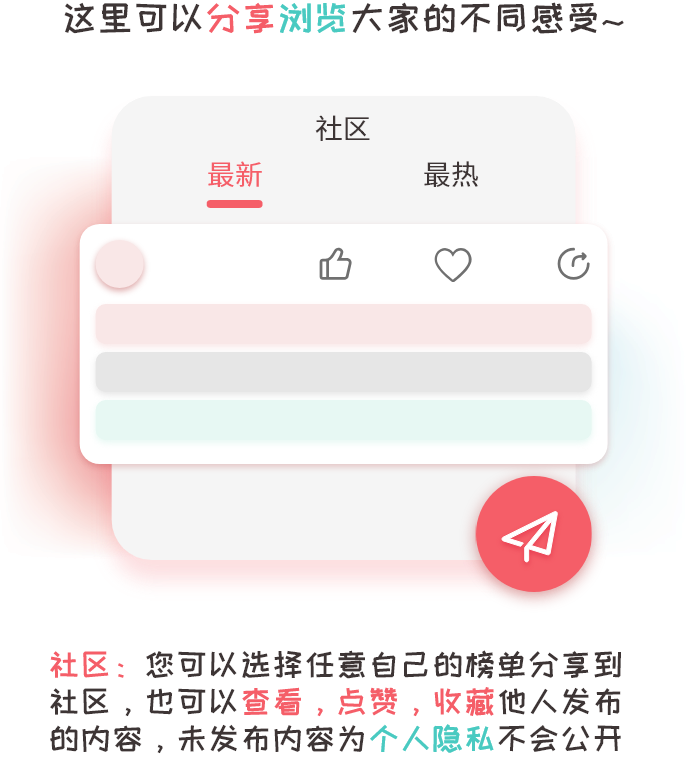 这里可以分享浏览大家的不同感受~
社区
最新 最热
社区：您可以选择任意自己的榜单分享到
社区，也可以查看，点赞，收藏他人发布
的内容，未发布内容为个人隐私不会公开